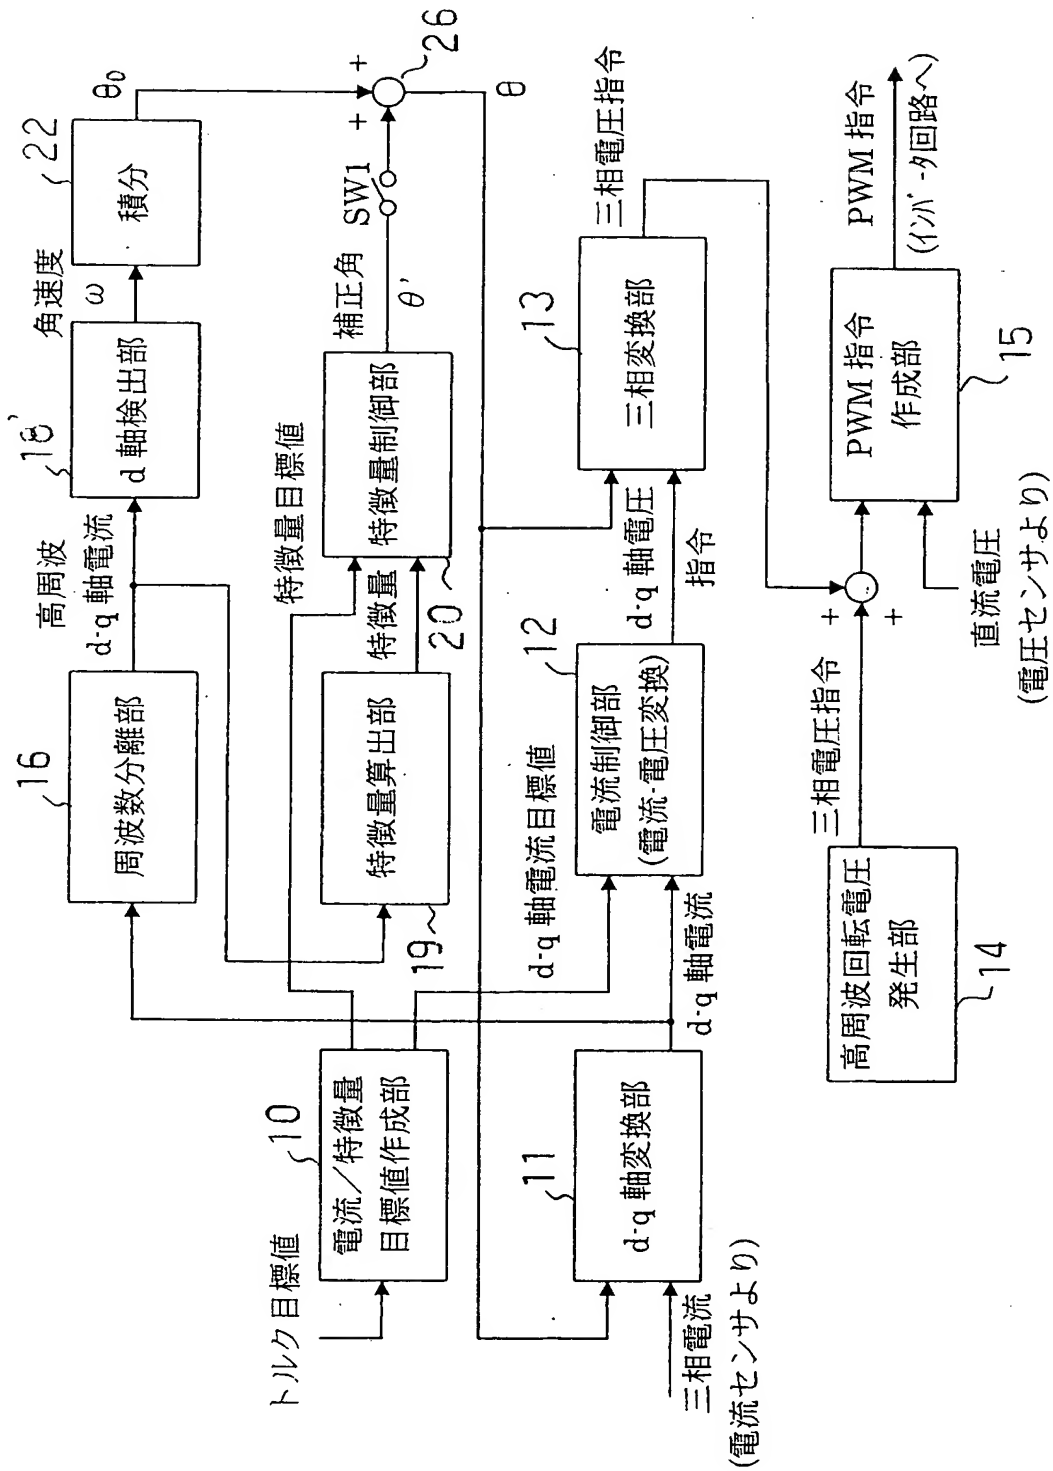 16
周波数分離部
高周波
d-q 軸電流
18'
d 軸検出部
角速度
ω
22
積分
θ0
トルク目標値
10
電流／特徴量
目標値作成部
19
特徴量算出部
特徴量目標値
特徴量
20
特徴量制御部
補正角
θ'
SW1
+
+
26
θ
三相電流
(電流センサより)
11
d-q 軸変換部
d-q 軸電流
d-q 軸電流目標値
12
電流制御部
(電流-電圧変換)
d-q 軸電圧
指令
13
三相変換部
三相電圧指令
高周波回転電圧
発生部
14
三相電圧指令
+
+
直流電圧
(電圧センサより)
PWM 指令
作成部
15
PWM 指令
(インバータ回路へ)